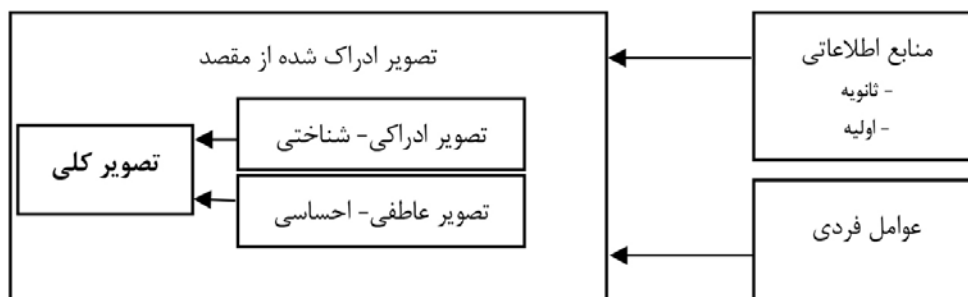 منابع اطلاعاتی
- ثانویه
- اولیه
عوامل فردی
تصویر ادراک شده از مقصد
تصویر ادراکی- شناختی
تصویر عاطفی- احساسی
تصویر کلی